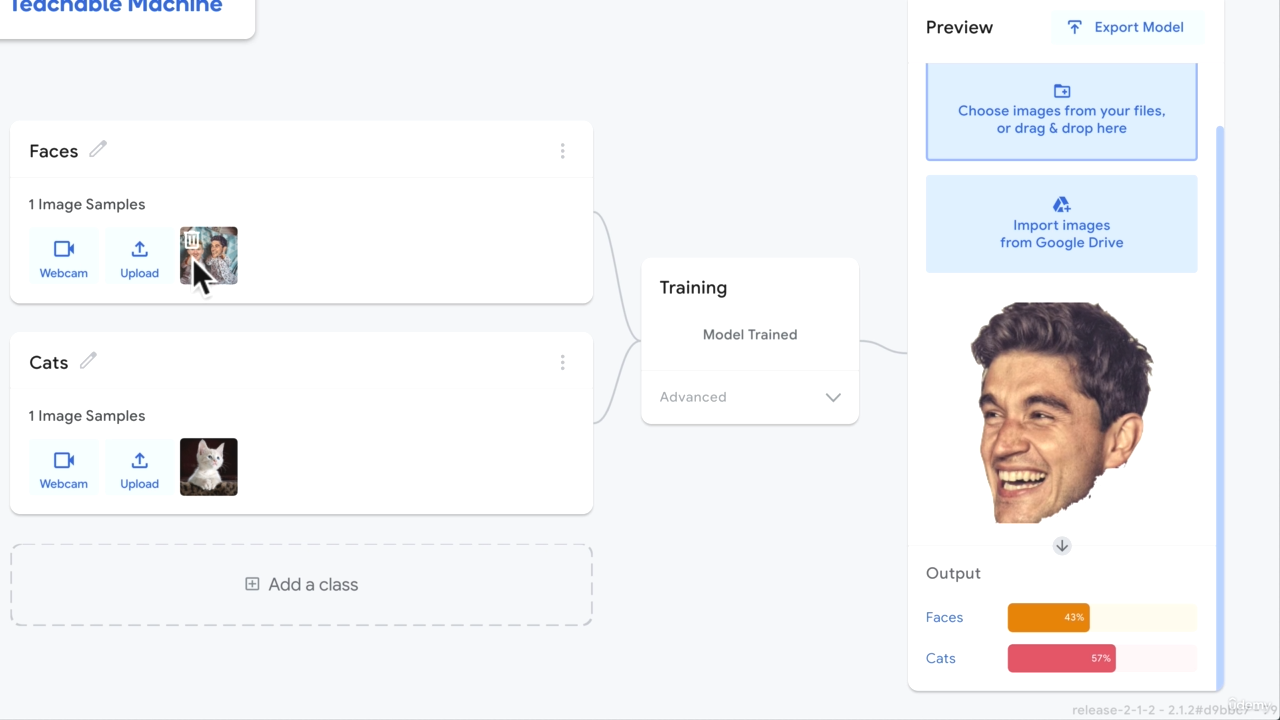 Teachable Machine
Preview
Export Model
Choose images from your files,
or drag & drop here
Import images
from Google Drive
Faces
1 Image Samples
Webcam
Upload
Cats
1 Image Samples
Webcam
Upload
Add a class
Training
Model Trained
Advanced
Output
Faces
43%
Cats
57%
release-2-1-2 - 2.1.2#d9bbc7